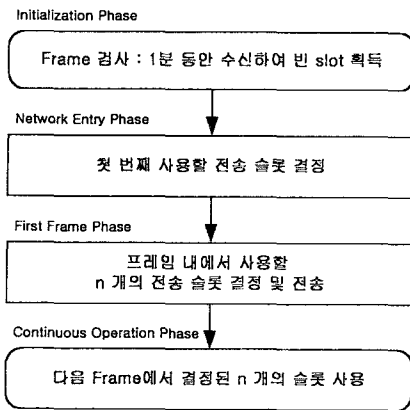 Initialization Phase
Frame 검사 : 1분 동안 수신하여 빈 slot 획득
Network Entry Phase
첫 번째 사용할 전송 슬롯 결정
First Frame Phase
프레임 내에서 사용할
n 개의 전송 슬롯 결정 및 전송
Continuous Operation Phase
다음 Frame에서 결정된 n 개의 슬롯 사용